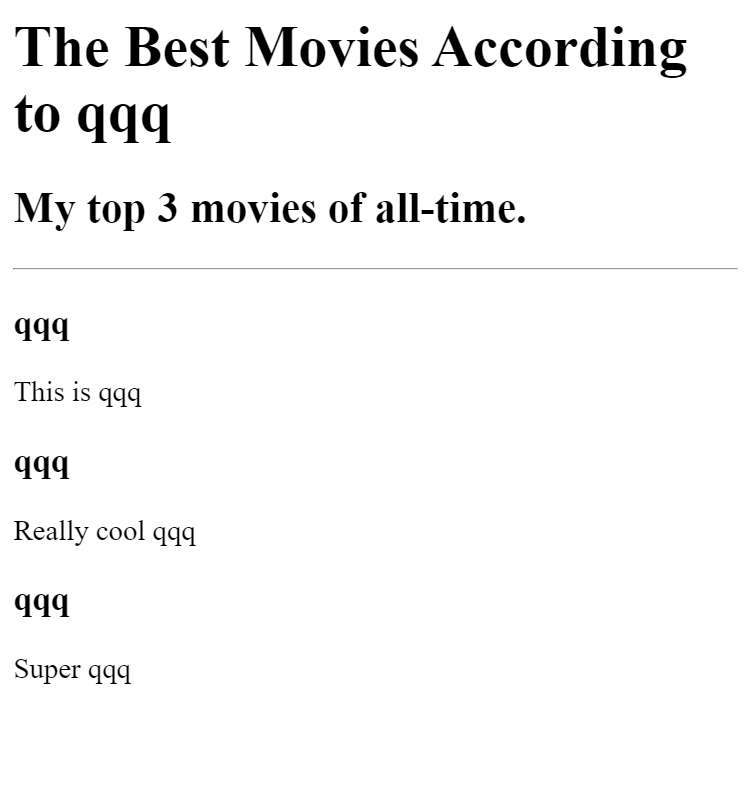 The Best Movies According
to qqq
My top 3 movies of all-time.
qqq
This is qqq
qqq
Really cool qqq
qqq
Super qqq